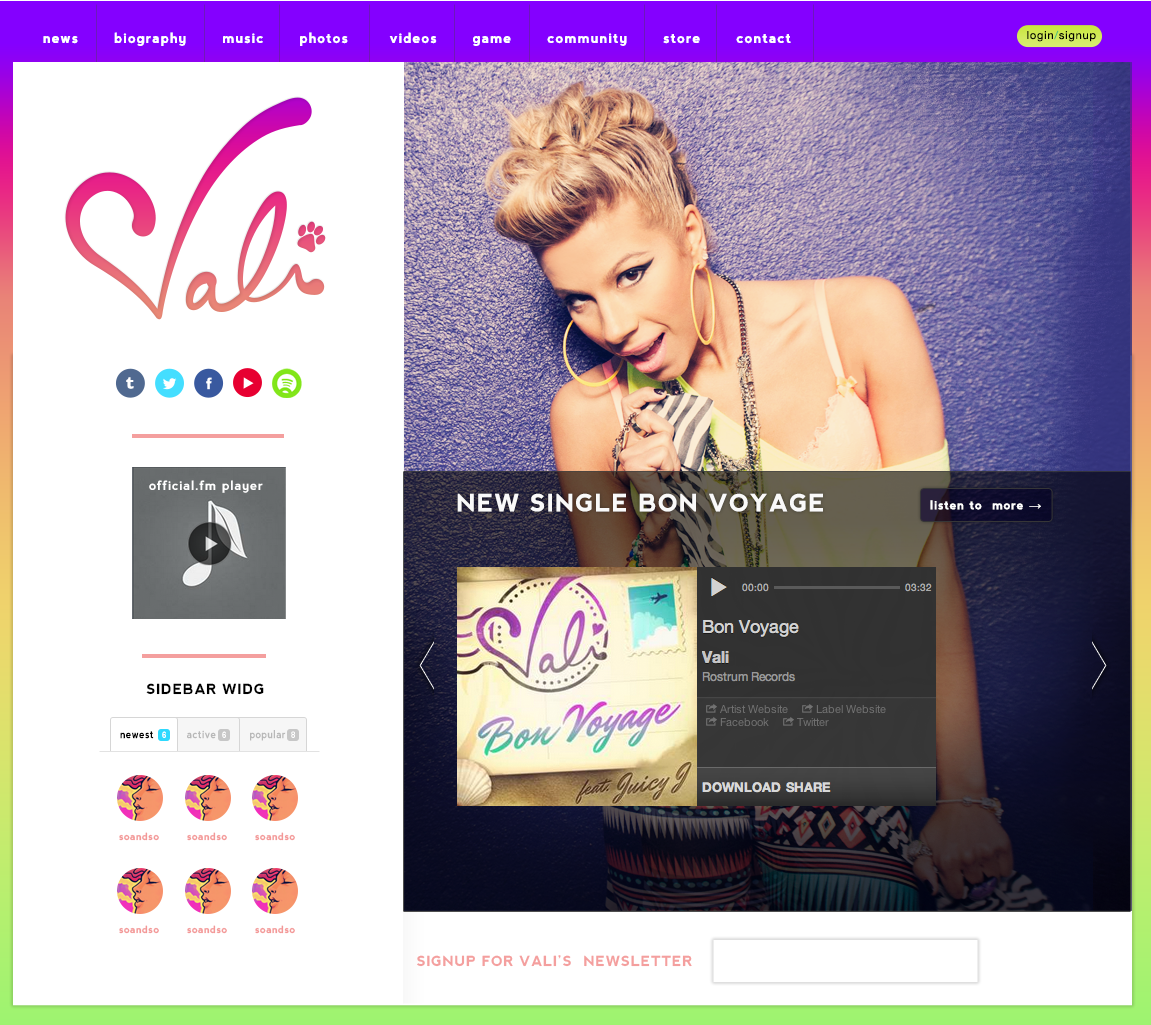 news biography music photos videos game community store contact login/signup
Vali
official.fm player
SIDEBAR WIDG
newest 6 active 6 popular 8
soandso soandso soandso
soandso soandso soandso
NEW SINGLE BON VOYAGE
listen to more →
Vali
Bon Voyage
feat. Juicy J
00:00 03:32
Bon Voyage
Vali
Rostrum Records
Artist Website Label Website
Facebook Twitter
DOWNLOAD SHARE
SIGNUP FOR VALI'S NEWSLETTER